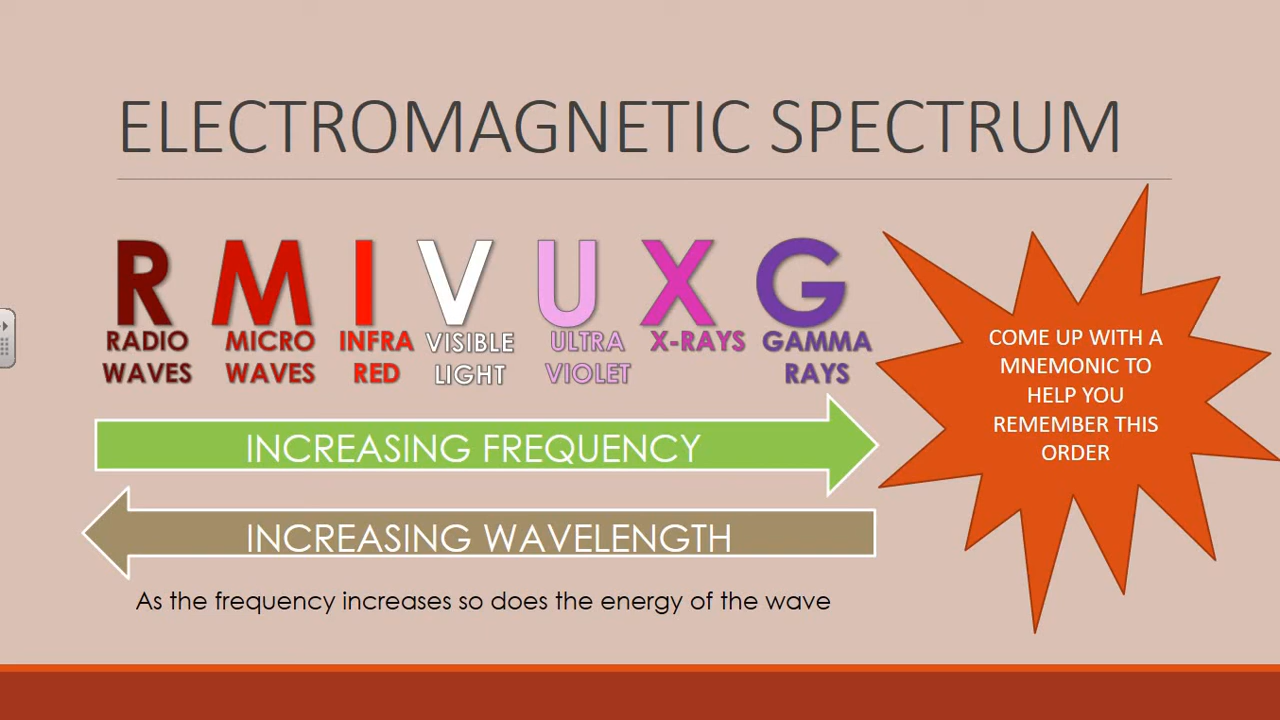 ELECTROMAGNETIC SPECTRUM
R M I V U X G
RADIO MICRO INFRA VISIBLE ULTRA X-RAYS GAMMA
WAVES WAVES RED LIGHT VIOLET RAYS
INCREASING FREQUENCY
INCREASING WAVELENGTH
As the frequency increases so does the energy of the wave
COME UP WITH A
MNEMONIC TO
HELP YOU
REMEMBER THIS
ORDER